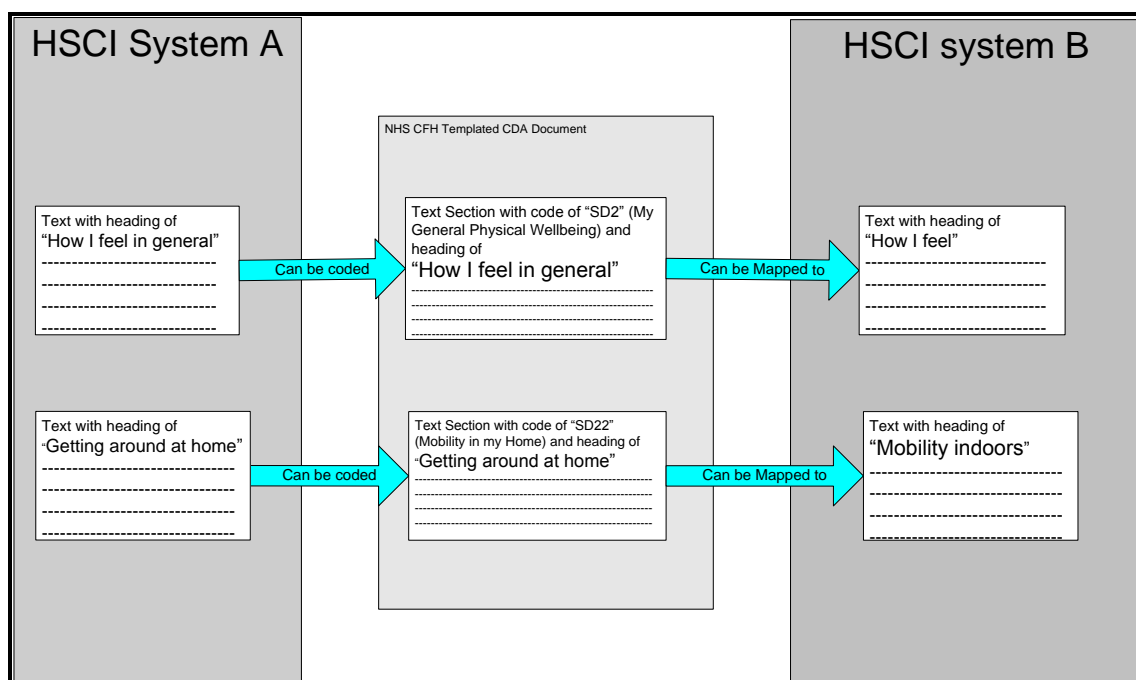 HSCI System A
HSCI system B
NHS CFH Templated CDA Document
Text with heading of
“How I feel in general”
Can be coded
Text Section with code of “SD2” (My
General Physical Wellbeing) and
heading of
“How I feel in general”
Can be Mapped to
Text with heading of
“How I feel”
Text with heading of
“Getting around at home”
Can be coded
Text Section with code of “SD22”
(Mobility in my Home) and heading of
“Getting around at home”
Can be Mapped to
Text with heading of
“Mobility indoors”